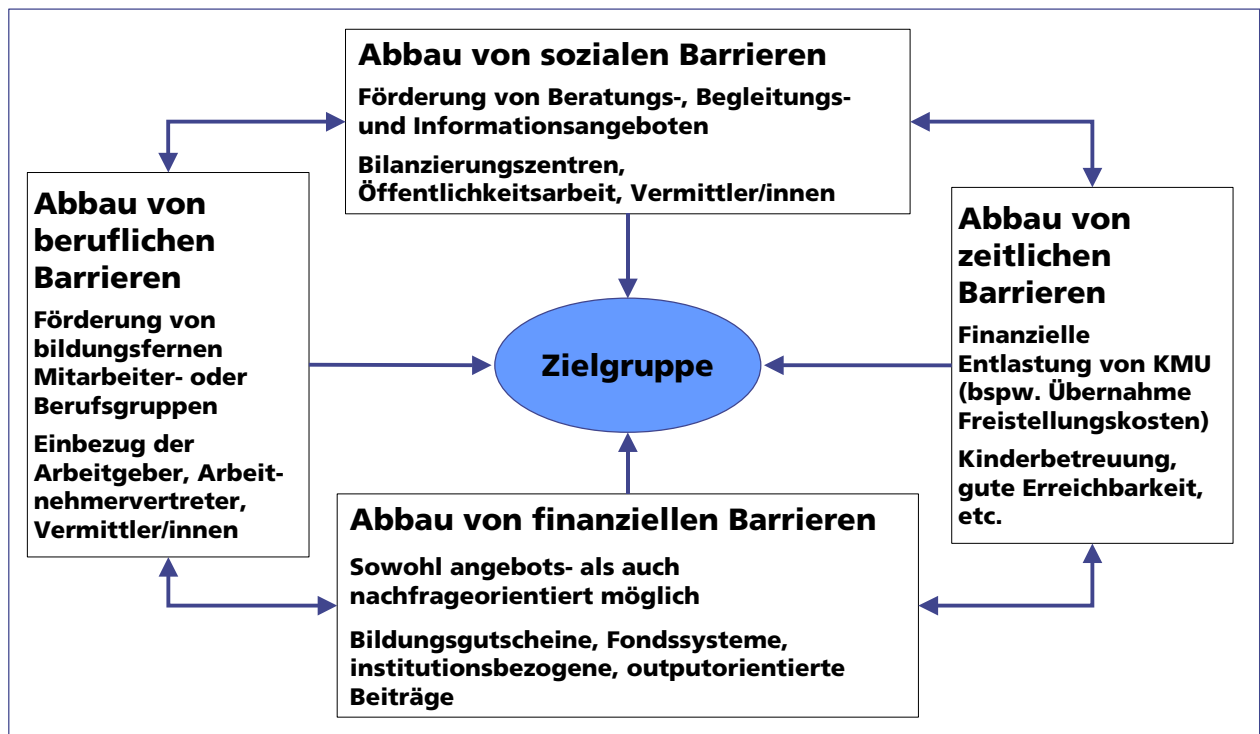 Abbau von sozialen Barrieren
Förderung von Beratungs-, Begleitungs-
und Informationsangeboten
Bilanzierungszentren,
Öffentlichkeitsarbeit, Vermittler/innen
Abbau von
beruflichen
Barrieren
Förderung von
bildungsfernen
Mitarbeiter- oder
Berufsgruppen
Einbezug der
Arbeitgeber, Arbeit-
nehmervertreter,
Vermittler/innen
Zielgruppe
Abbau von
zeitlichen
Barrieren
Finanzielle
Entlastung von KMU
(bspw. Übernahme
Freistellungskosten)
Kinderbetreuung,
gute Erreichbarkeit,
etc.
Abbau von finanziellen Barrieren
Sowohl angebots- als auch
nachfrageorientiert möglich
Bildungsgutscheine, Fondssysteme,
institutionsbezogene, outputorientierte
Beiträge